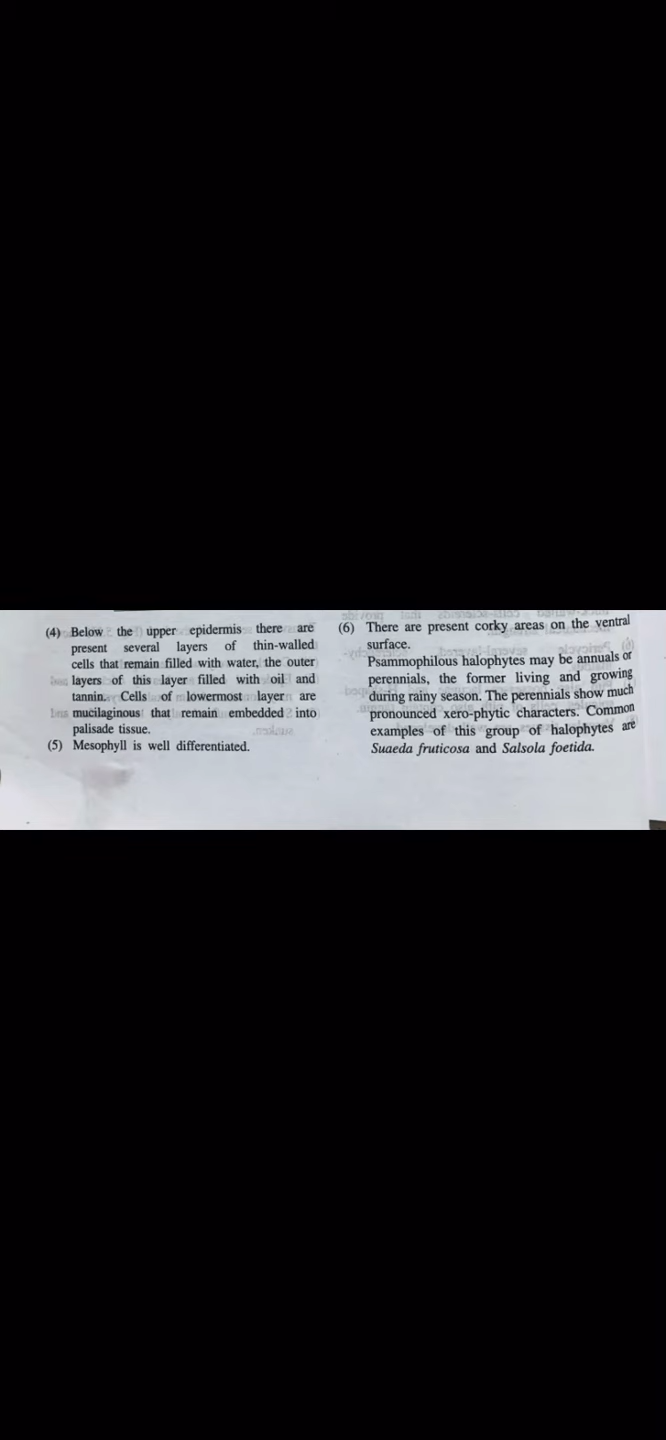 (4) Below the upper epidermis there are
present several layers of thin-walled
cells that remain filled with water, the outer
layers of this layer filled with oil and
tannin. Cells of lowermost layer are
mucilaginous that remain embedded into
palisade tissue.
(5) Mesophyll is well differentiated.
(6) There are present corky areas on the ventral
surface.
Psammophilous halophytes may be annuals or
perennials, the former living and growing
during rainy season. The perennials show much
pronounced xero-phytic characters. Common
examples of this group of halophytes are
Suaeda fruticosa and Salsola foetida.